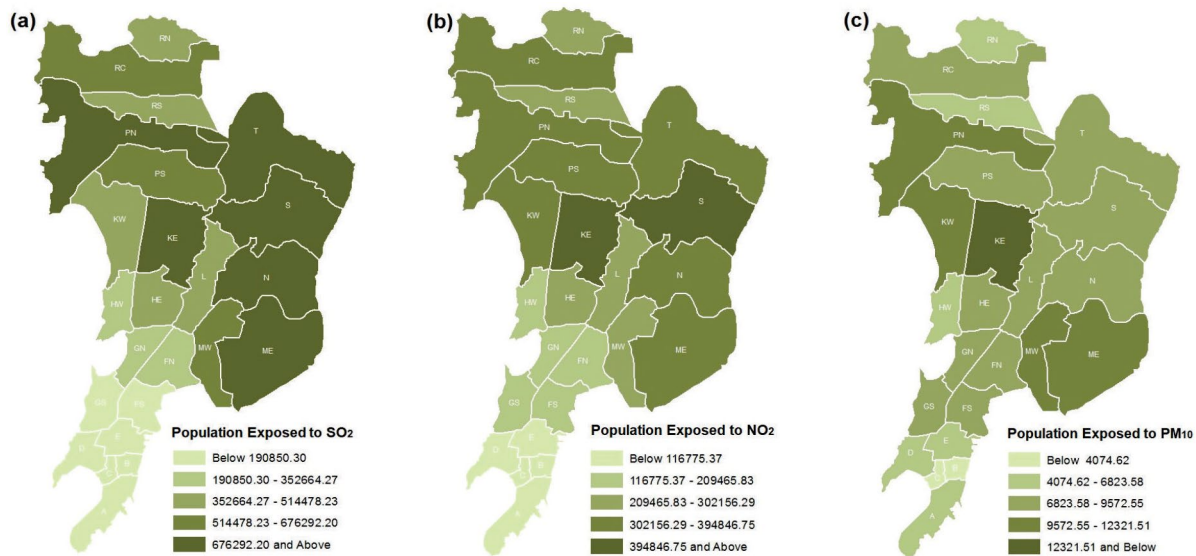 (a)
RN
RC
RS
PN
T
PS
S
KW
KE
L
N
HW
HE
GN
FN
MW
ME
GS
FS
E
D
B
C
A
Population Exposed to SO2
Below 190850.30
190850.30 - 352664.27
352664.27 - 514478.23
514478.23 - 676292.20
676292.20 and Above
(b)
RN
RC
RS
PN
T
PS
S
KW
KE
L
N
HW
HE
GN
FN
MW
ME
GS
FS
E
D
B
C
A
Population Exposed to NO2
Below 116775.37
116775.37 - 209465.83
209465.83 - 302156.29
302156.29 - 394846.75
394846.75 and Above
(c)
RN
RC
RS
PN
T
PS
S
KW
KE
L
N
HW
HE
GN
FN
MW
ME
GS
FS
E
D
B
C
A
Population Exposed to PM10
Below 4074.62
4074.62 - 6823.58
6823.58 - 9572.55
9572.55 - 12321.51
12321.51 and Below